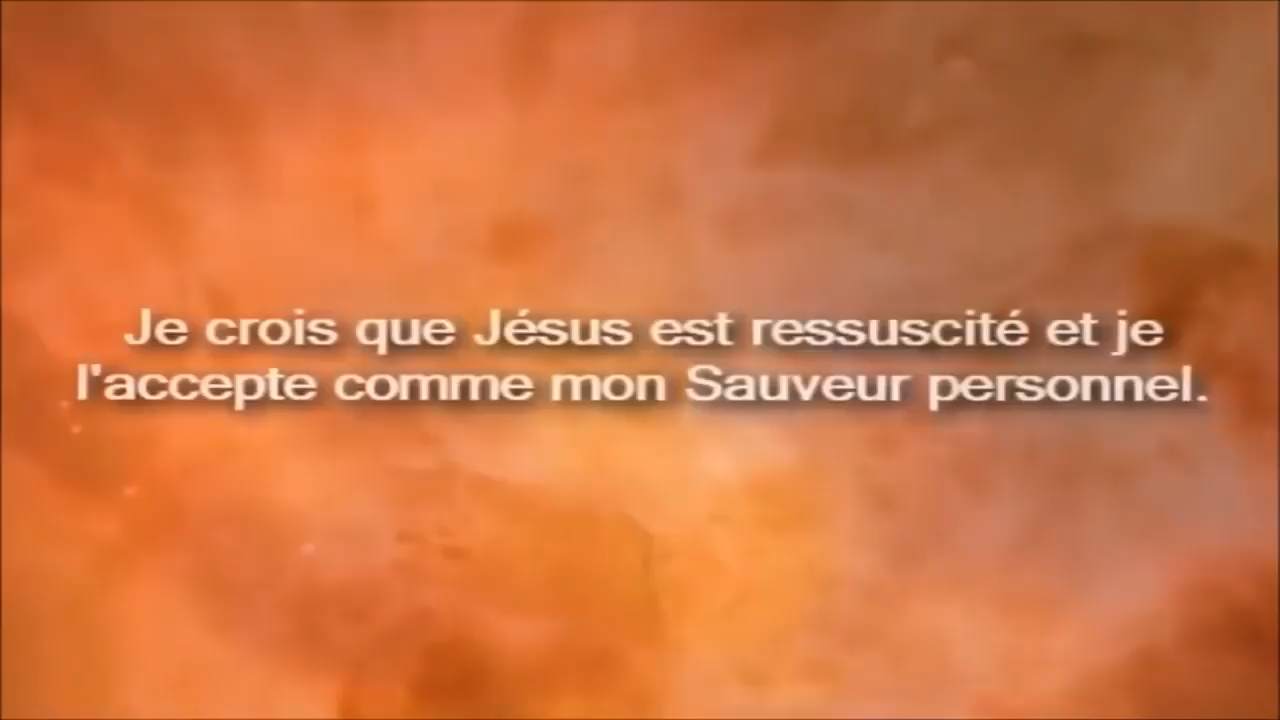 Je crois que Jésus est ressuscité et je
l'accepte comme mon Sauveur personnel.